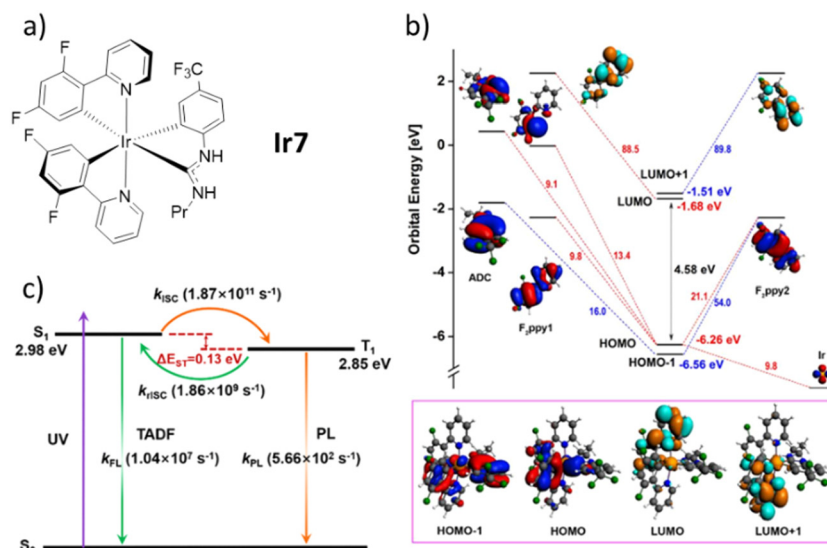 a)
F
F
F
F
N
N
Ir
CF₃
NH
NH
Pr
Ir7
b)
Orbital Energy [eV]
2
0
-2
-4
-6
88.5
89.8
LUMO+1
-1.51 eV
LUMO
-1.68 eV
9.1
13.4
9.8
16.0
4.58 eV
21.1
54.0
ADC
F₂ppy1
F₂ppy2
HOMO
-6.26 eV
HOMO-1
-6.56 eV
9.8
Ir
HOMO-1
HOMO
LUMO
LUMO+1
c)
kISC (1.87×10¹¹ s⁻¹)
S₁
2.98 eV
T₁
2.85 eV
ΔEST=0.13 eV
krISC
(1.86×10⁹ s⁻¹)
UV
TADF
PL
kFL (1.04×10⁷ s⁻¹)
kPL (5.66×10² s⁻¹)